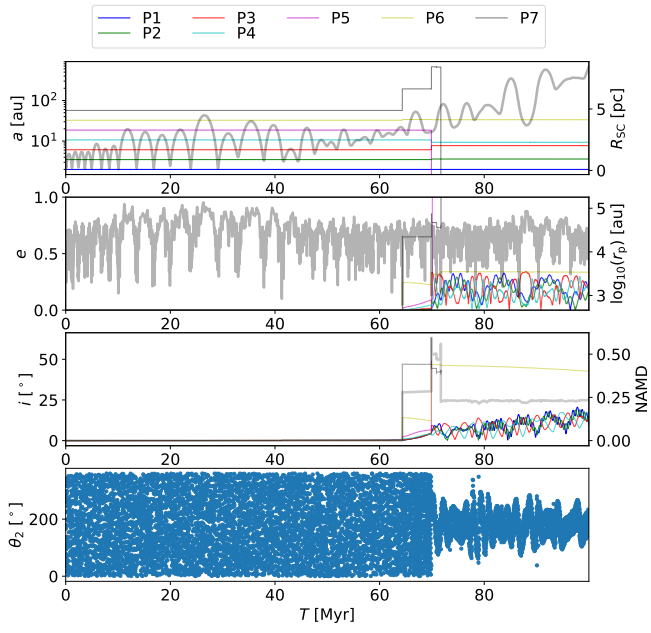 P1 P3 P5 P6 P7
P2 P4
10²
10¹
a [au]
5
0
R_SC [pc]
0 20 40 60 80
1.0
0.5
0.0
e
5
4
3
log₁₀(r_p) [au]
0 20 40 60 80
50
25
0
i [°]
0.50
0.25
0.00
NAMD
0 20 40 60 80
200
0
θ₂ [°]
0 20 40 60 80
T [Myr]